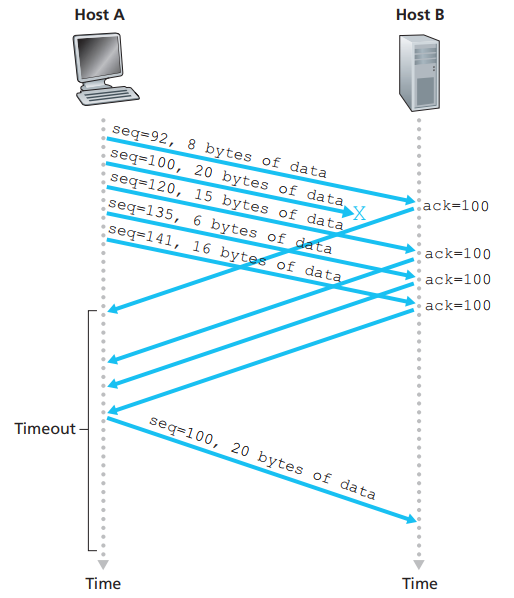 Host A
Host B
seq=92, 8 bytes of data
seq=100, 20 bytes of data
X
seq=120, 15 bytes of data
seq=135, 6 bytes of data
seq=141, 16 bytes of data
ack=100
ack=100
ack=100
ack=100
Timeout
seq=100, 20 bytes of data
Time
Time